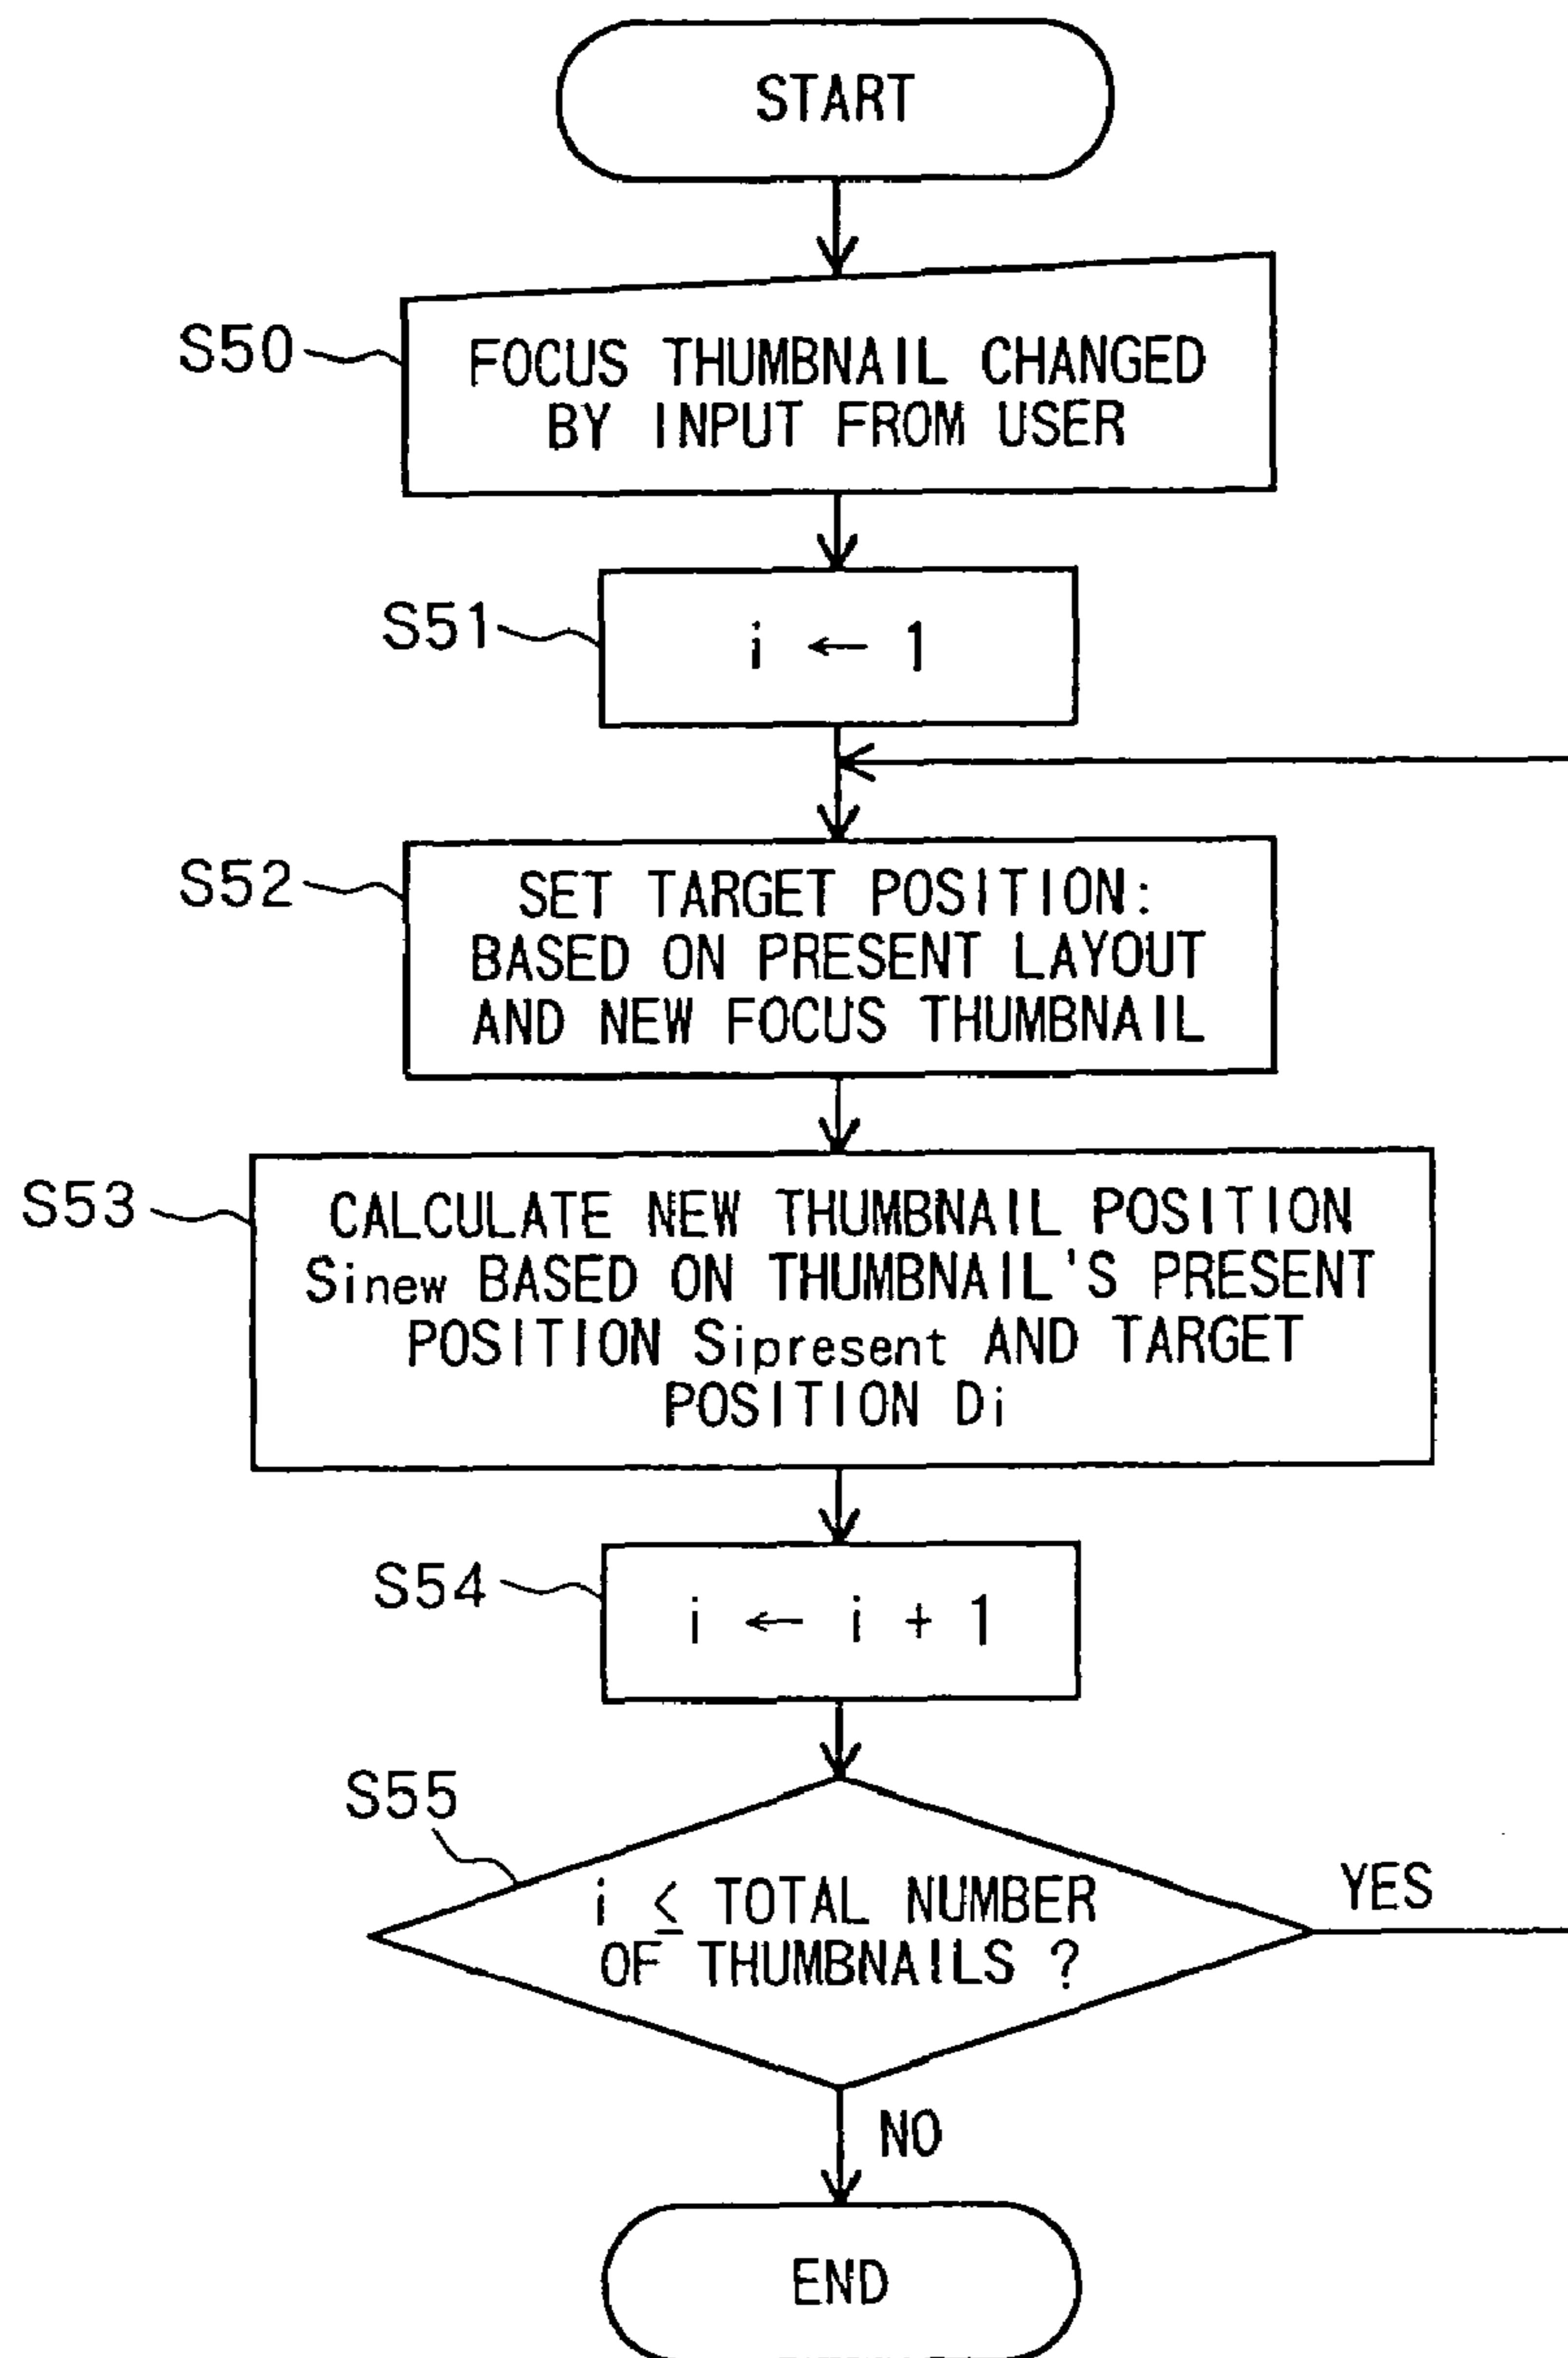 START
S50
FOCUS THUMBNAIL CHANGED
BY INPUT FROM USER
S51
i ← 1
S52
SET TARGET POSITION:
BASED ON PRESENT LAYOUT
AND NEW FOCUS THUMBNAIL
S53
CALCULATE NEW THUMBNAIL POSITION
Sinew BASED ON THUMBNAIL'S PRESENT
POSITION Sipresent AND TARGET
POSITION Di
S54
i ← i + 1
S55
i ≤ TOTAL NUMBER
OF THUMBNAILS ?
YES
NO
END